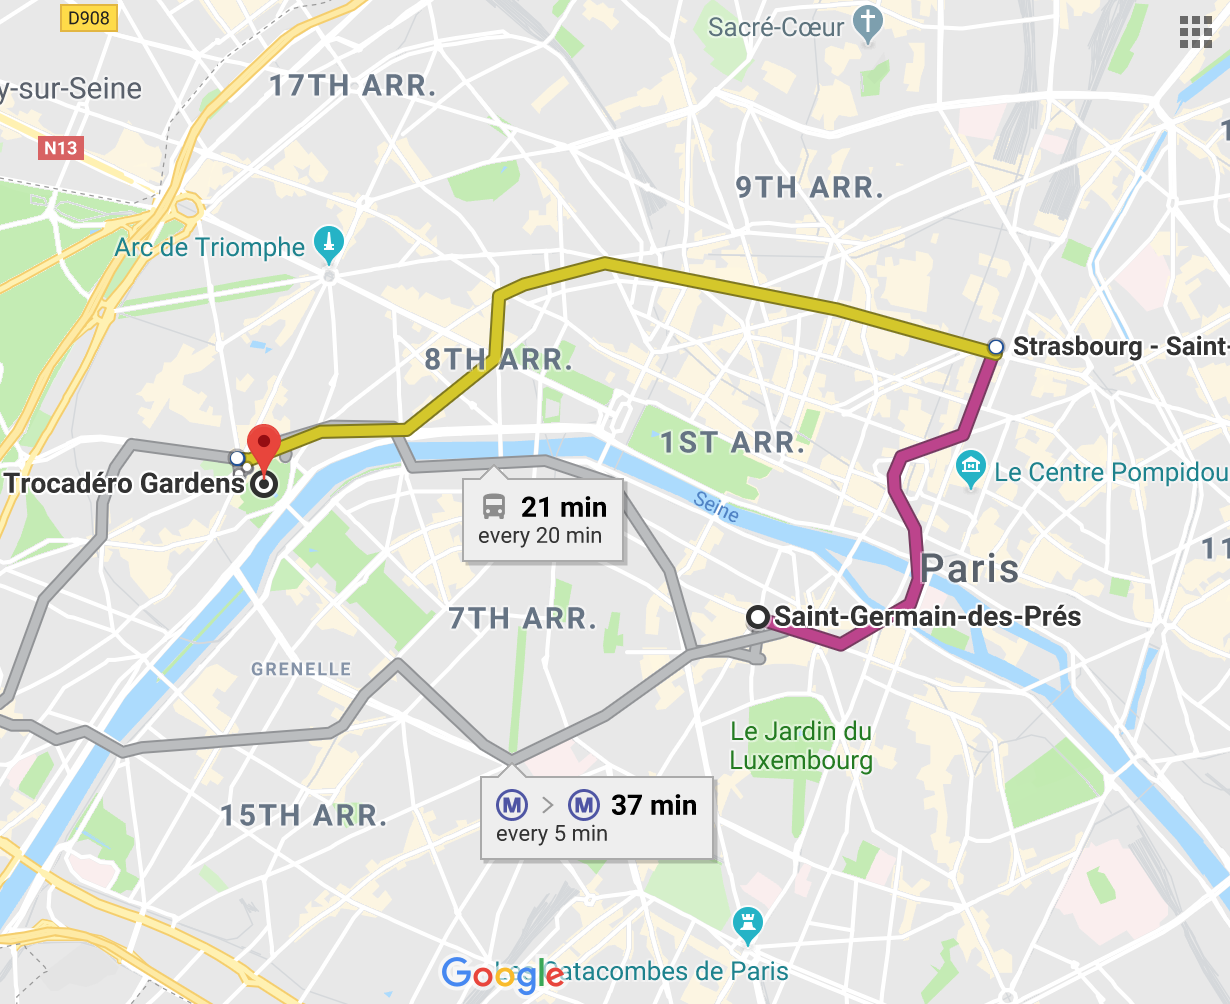 D908
Sacré-Cœur
17TH ARR.
y-sur-Seine
N13
9TH ARR.
Arc de Triomphe
8TH ARR.
Strasbourg - Saint-
1ST ARR.
Le Centre Pompidou
Trocadéro Gardens
21 min
every 20 min
Seine
11
Paris
7TH ARR.
Saint-Germain-des-Prés
GRENELLE
Le Jardin du
Luxembourg
M > M 37 min
every 5 min
15TH ARR.
Google
Catacombes de Paris